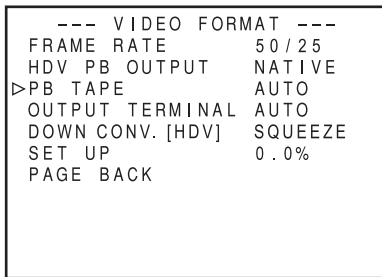 --- VIDEO FORMAT ---
FRAME RATE 50/25
HDV PB OUTPUT NATIVE
▷PB TAPE AUTO
OUTPUT TERMINAL AUTO
DOWN CONV. [HDV] SQUEEZE
SET UP 0.0%
PAGE BACK